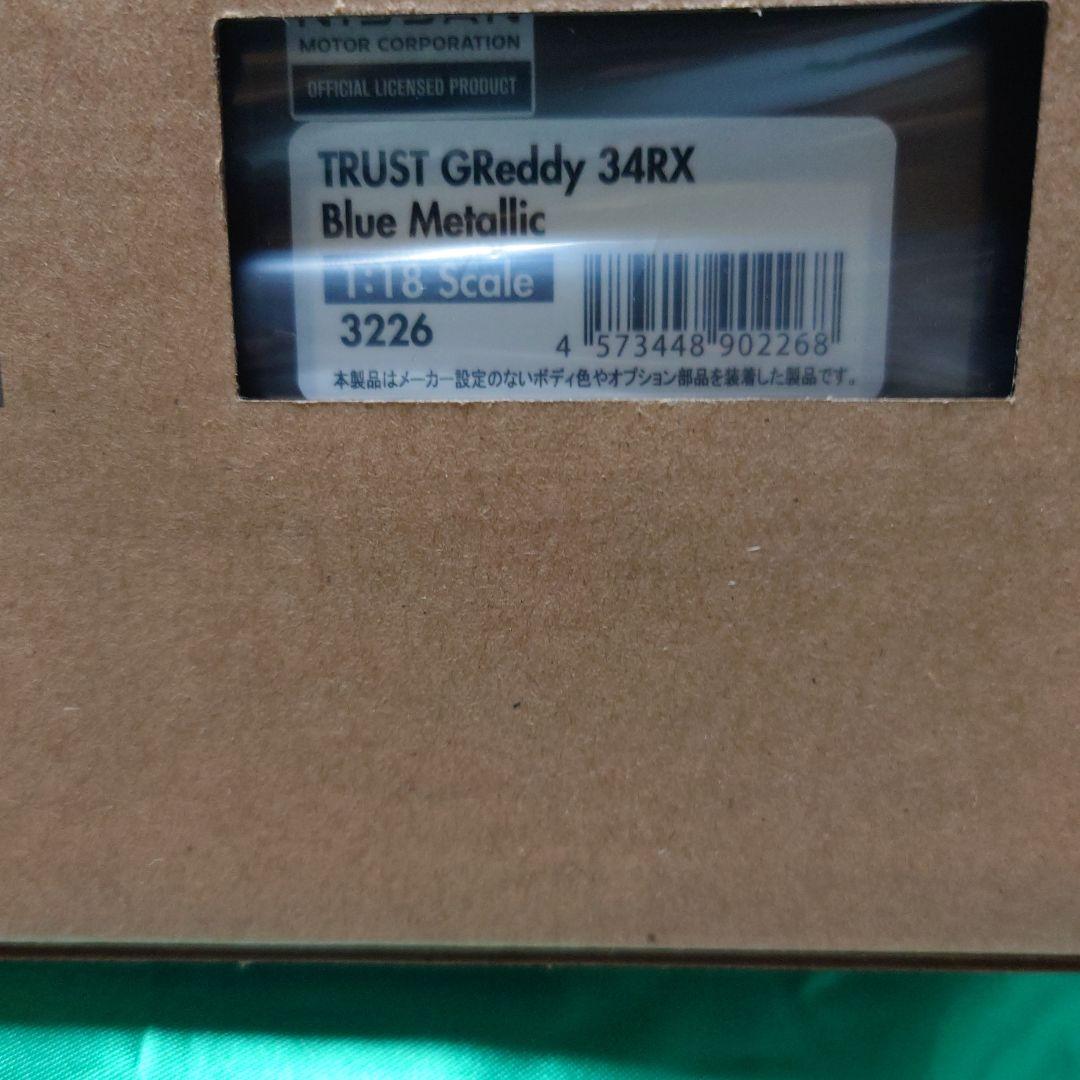 NISSAN
MOTOR CORPORATION
OFFICIAL LICENSED PRODUCT
TRUST GReddy 34RX
Blue Metallic
1:18 Scale
3226
4 573448 902268
本製品はメーカー設定のないボディ色やオプション部品を装着した製品です。